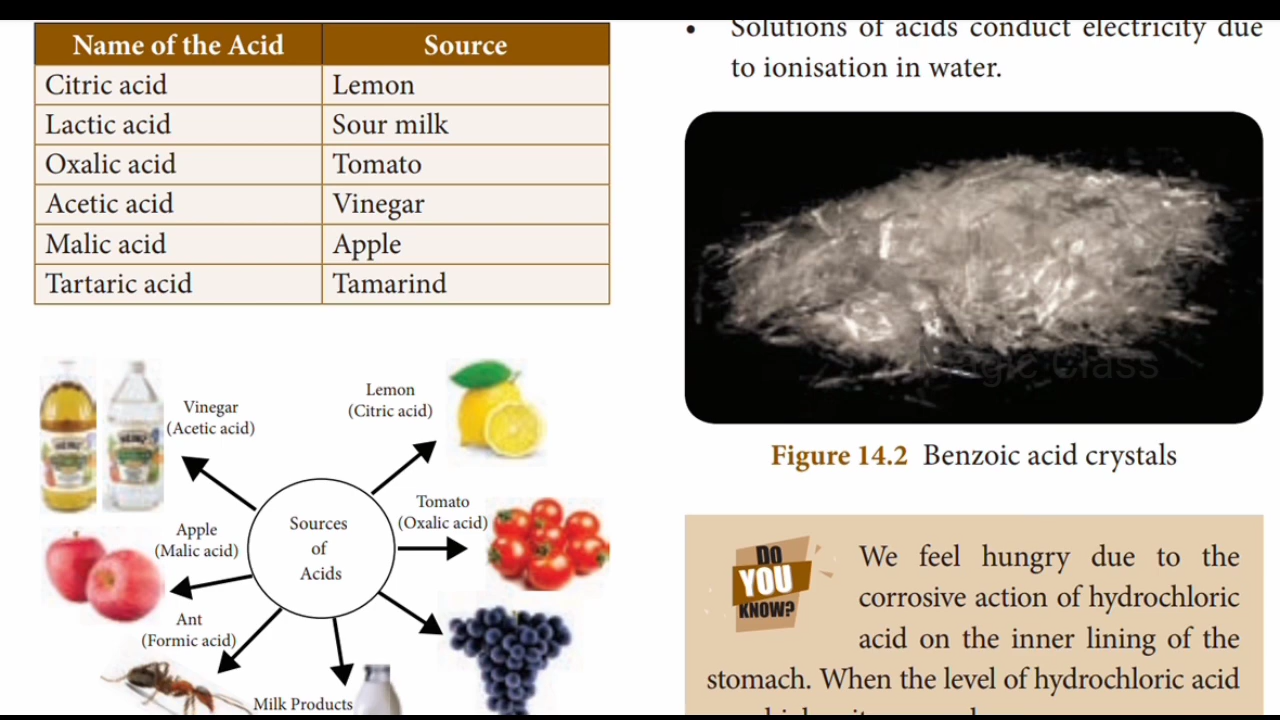 Name of the Acid Source
Citric acid Lemon
Lactic acid Sour milk
Oxalic acid Tomato
Acetic acid Vinegar
Malic acid Apple
Tartaric acid Tamarind
Vinegar
(Acetic acid)
Lemon
(Citric acid)
Apple
(Malic acid)
Sources
of
Acids
Tomato
(Oxalic acid)
Ant
(Formic acid)
Milk Products
• Solutions of acids conduct electricity due
to ionisation in water.
Magic Class
Figure 14.2 Benzoic acid crystals
DO
YOU
KNOW?
We feel hungry due to the
corrosive action of hydrochloric
acid on the inner lining of the
stomach. When the level of hydrochloric acid